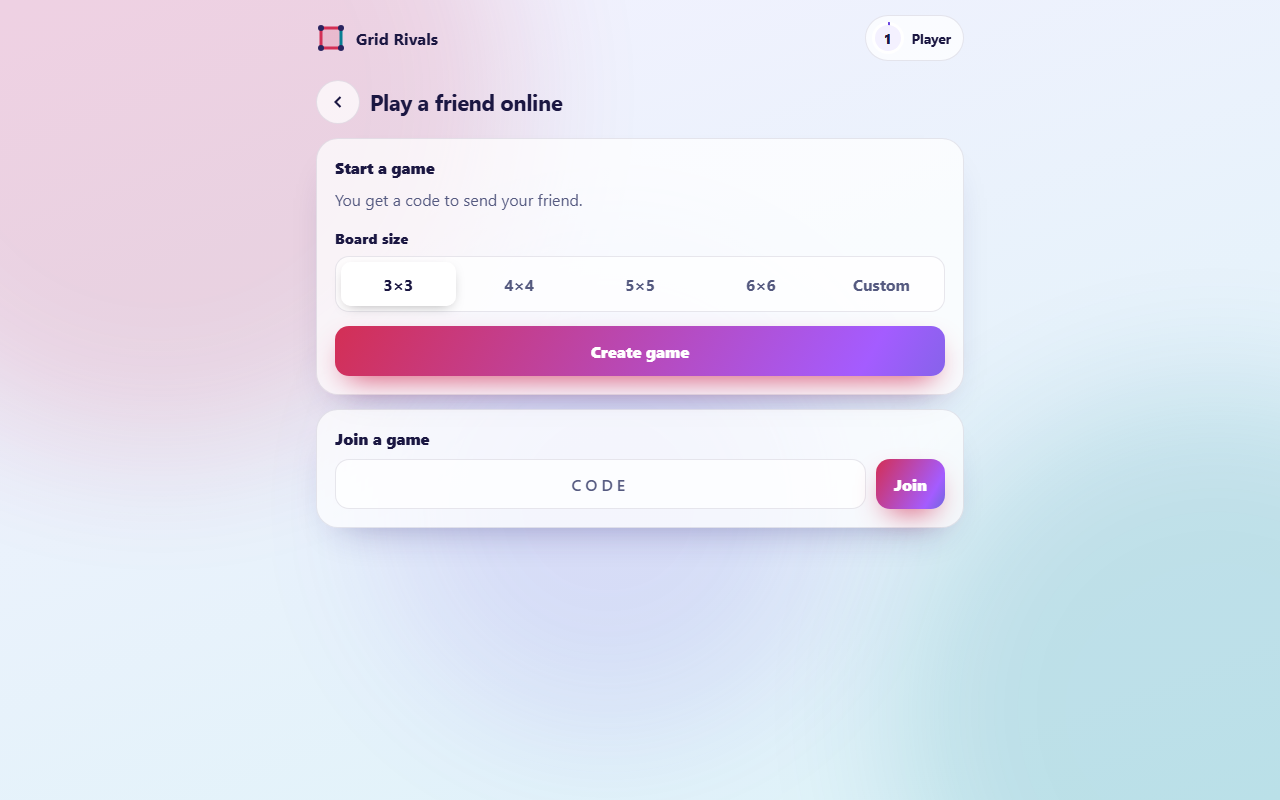 Grid Rivals
1 Player
Play a friend online
Start a game
You get a code to send your friend.
Board size
3×3 4×4 5×5 6×6 Custom
Create game
Join a game
CODE Join